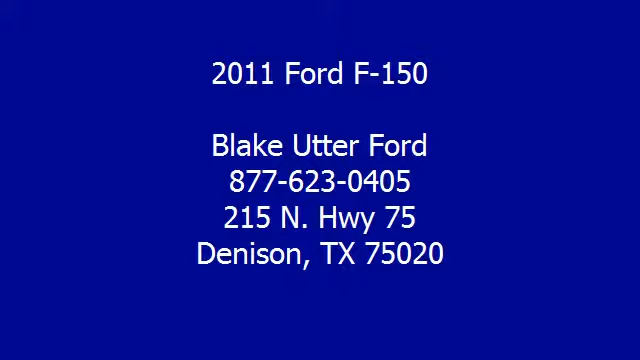 2011 Ford F-150
Blake Utter Ford
877-623-0405
215 N. Hwy 75
Denison, TX 75020